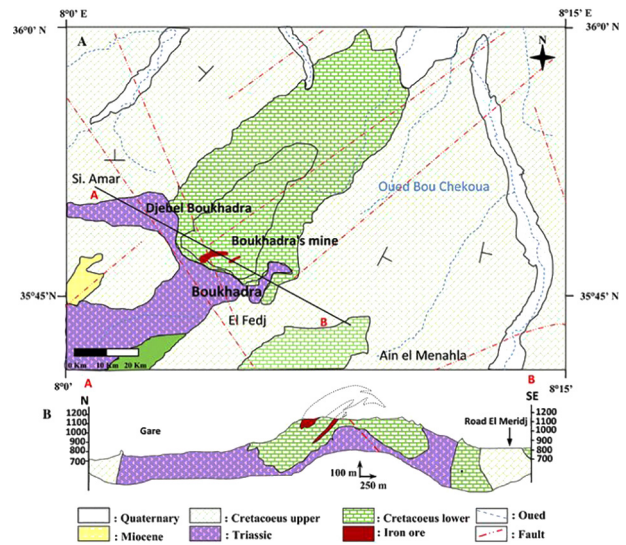 8°0' E
8°15' E
36°0' N
36°0' N
A
N
Si. Amar
A
Djebel Boukhadra
Oued Bou Chekoua
Boukhadra's mine
Boukhadra
35°45' N
35°45' N
El Fedj
B
Ain el Menahla
0 Km 10 Km 20 Km
8°0'
8°15'
A
B
B
N
SE
1200
1100
1000
900
800
700
Gare
Road El Meridj
1200
1100
1000
900
800
700
100 m
250 m
: Quaternary
: Cretacoeus upper
: Cretacoeus lower
: Oued
: Miocene
: Triassic
: Iron ore
: Fault